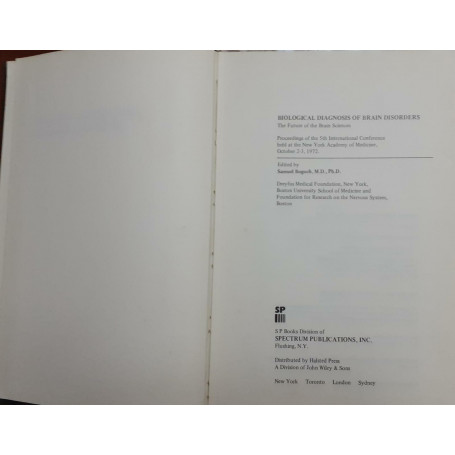 BIOLOGICAL DIAGNOSIS OF BRAIN DISORDERS
The Future of the Brain Sciences
Proceedings of the 5th International Conference
held at the New York Academy of Medicine,
October 2-3, 1972.
Edited by
Samuel Bogoch, M.D., Ph.D.
Dreyfus Medical Foundation, New York,
Boston University School of Medicine and
Foundation for Research on the Nervous System,
Boston
SP
S P Books Division of
SPECTRUM PUBLICATIONS, INC.
Flushing, N.Y.
Distributed by Halsted Press
A Division of John Wiley & Sons
New York Toronto London Sydney